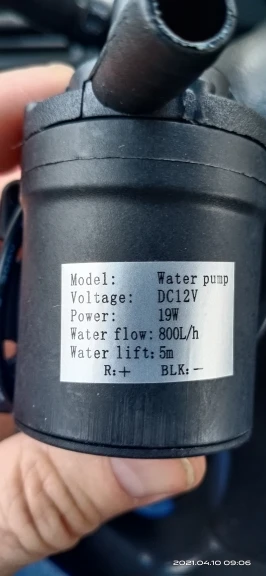 Model: Water pump
Voltage: DC12V
Power: 19W
Water flow: 800L/h
Water lift: 5m
R:+ BLK:-
2021.04.10 09:06